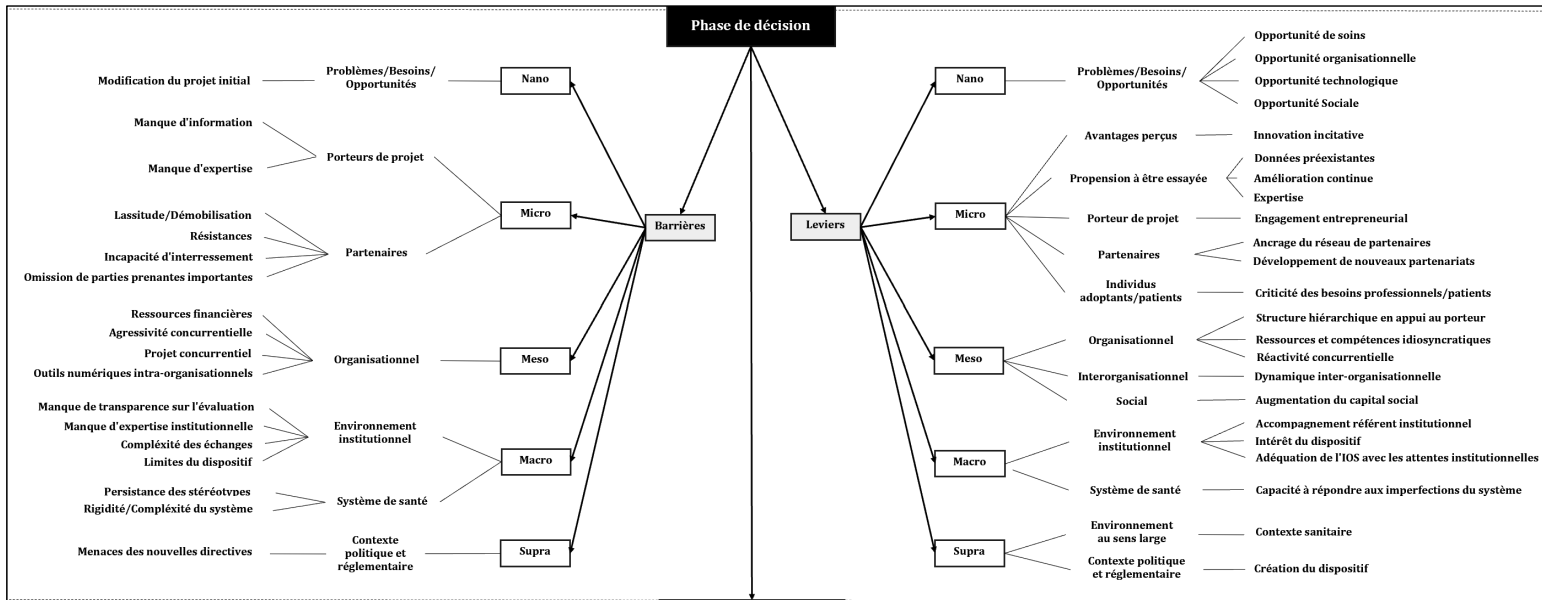 Phase de décision
Barrières
Nano
Problèmes/Besoins/
Opportunités
Modification du projet initial
Micro
Porteurs de projet
Manque d'information
Manque d'expertise
Partenaires
Lassitude/Démobilisation
Résistances
Incapacité d'interressement
Omission de parties prenantes importantes
Meso
Organisationnel
Ressources financières
Agressivité concurrentielle
Projet concurrentiel
Outils numériques intra-organisationnels
Macro
Environnement
institutionnel
Manque de transparence sur l'évaluation
Manque d'expertise institutionnelle
Compléxité des échanges
Limites du dispositif
Système de santé
Persistance des stéréotypes
Rigidité/Compléxité du système
Supra
Contexte
politique et
réglementaire
Menaces des nouvelles directives
Leviers
Nano
Problèmes/Besoins/
Opportunités
Opportunité de soins
Opportunité organisationnelle
Opportunité technologique
Opportunité Sociale
Micro
Avantages perçus
Innovation incitative
Propension à être essayée
Données préexistantes
Amélioration continue
Expertise
Porteur de projet
Engagement entrepreneurial
Partenaires
Ancrage du réseau de partenaires
Développement de nouveaux partenariats
Individus
adoptants/patients
Criticité des besoins professionnels/patients
Meso
Organisationnel
Structure hiérarchique en appui au porteur
Ressources et compétences idiosyncratiques
Réactivité concurrentielle
Interorganisationnel
Dynamique inter-organisationnelle
Social
Augmentation du capital social
Macro
Environnement
institutionnel
Accompagnement référent institutionnel
Intérêt du dispositif
Adéquation de l'IOS avec les attentes institutionnelles
Système de santé
Capacité à répondre aux imperfections du système
Supra
Environnement
au sens large
Contexte sanitaire
Contexte politique
et réglementaire
Création du dispositif